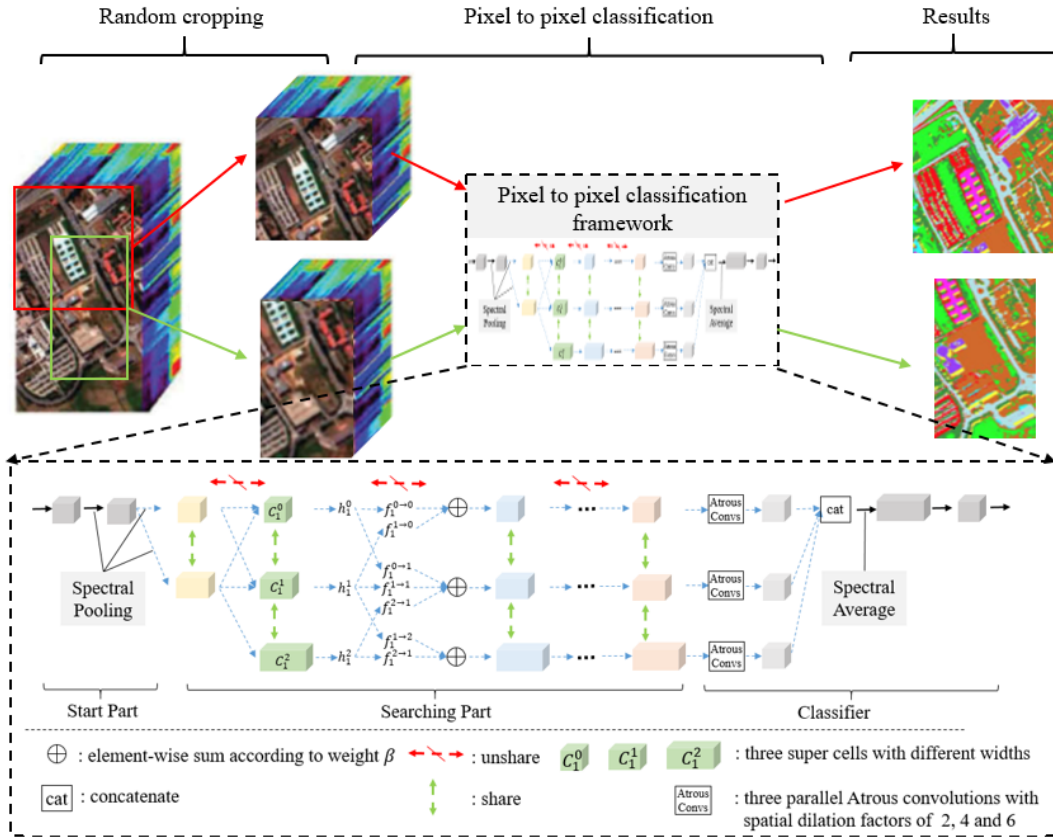 Random cropping
Pixel to pixel classification
Results
Pixel to pixel classification
framework
Spectral
Pooling
cat
Spectral
Average
Atrous
Convs
cat
C_1^0
h_1^0
f_1^{0→0}
f_1^{1→0}
...
Atrous
Convs
C_1^1
h_1^1
f_1^{0→1}
f_1^{1→1}
f_1^{2→1}
...
Atrous
Convs
Spectral
Pooling
Spectral
Average
C_1^2
h_1^2
f_1^{1→2}
f_1^{2→1}
...
Atrous
Convs
Start Part
Searching Part
Classifier
⊕ : element-wise sum according to weight β
: unshare
C_1^0 C_1^1 C_1^2 : three super cells with different widths
cat : concatenate
: share
Atrous
Convs
: three parallel Atrous convolutions with
spatial dilation factors of 2, 4 and 6